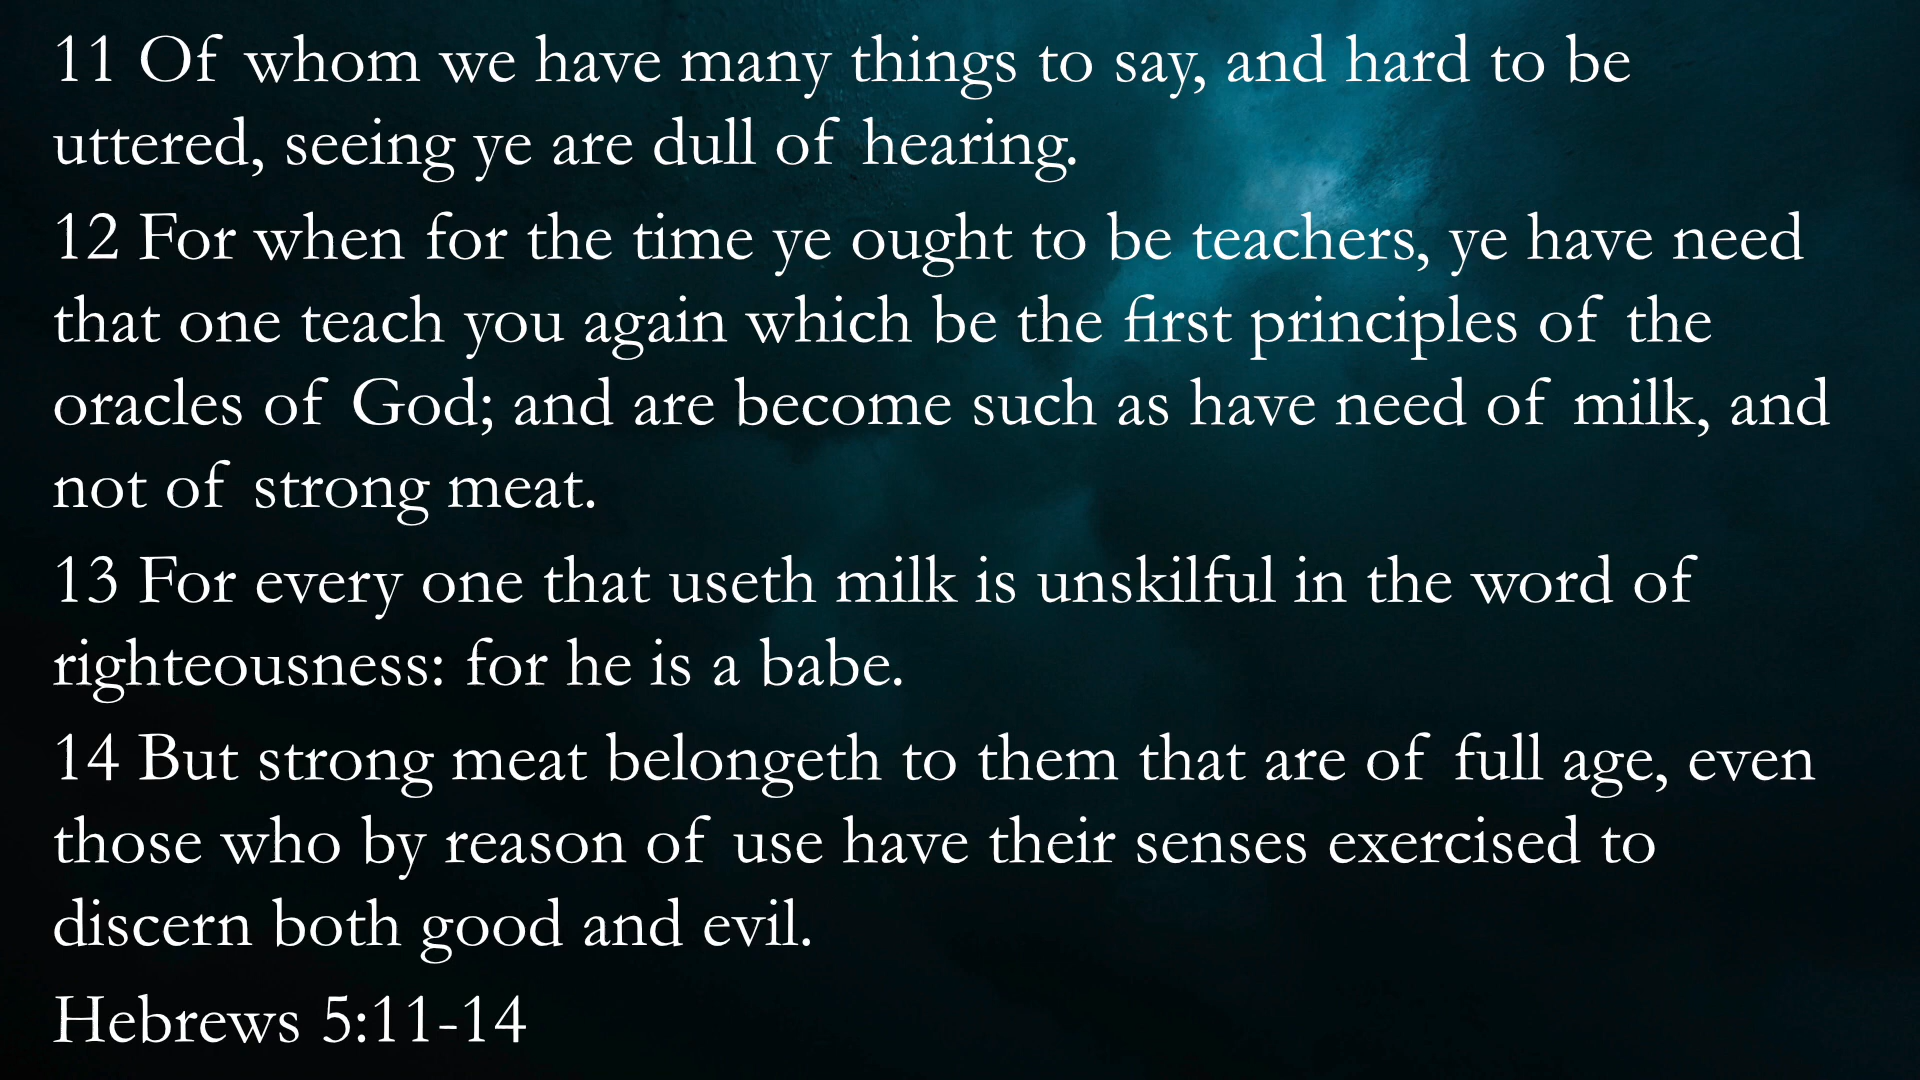 11 Of whom we have many things to say, and hard to be
uttered, seeing ye are dull of hearing.
12 For when for the time ye ought to be teachers, ye have need
that one teach you again which be the first principles of the
oracles of God; and are become such as have need of milk, and
not of strong meat.
13 For every one that useth milk is unskilful in the word of
righteousness: for he is a babe.
14 But strong meat belongeth to them that are of full age, even
those who by reason of use have their senses exercised to
discern both good and evil.
Hebrews 5:11-14